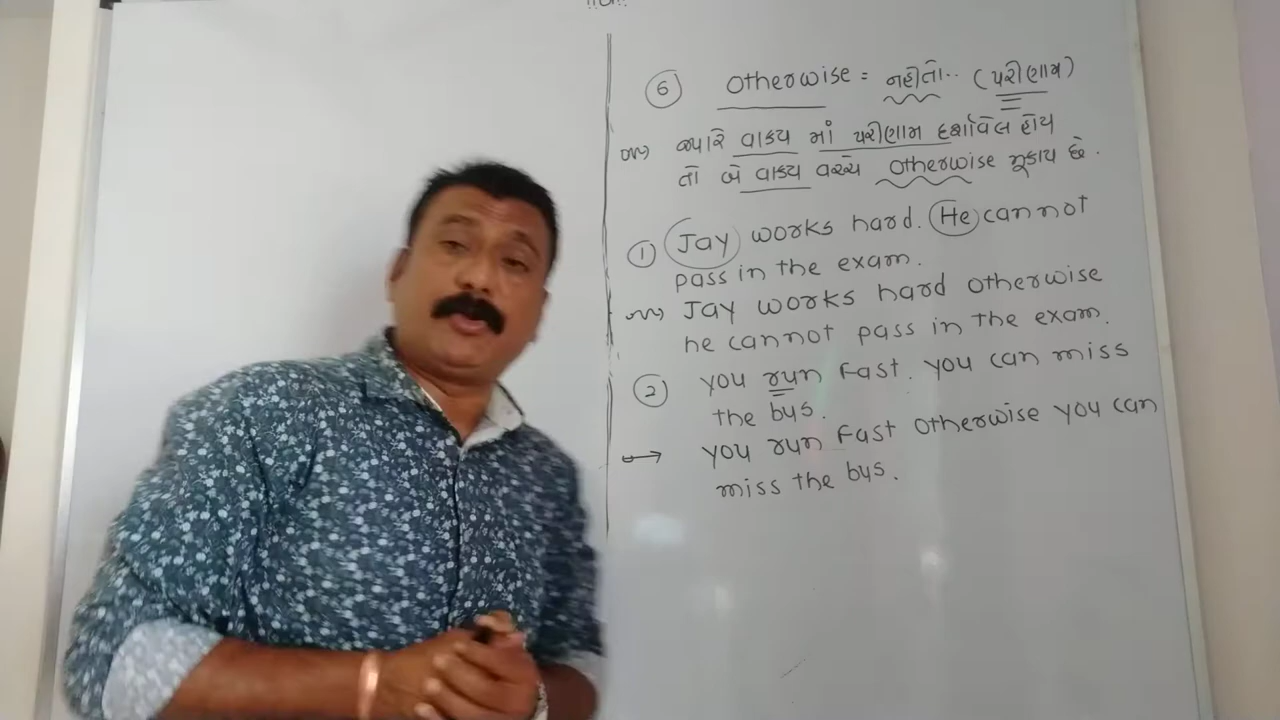 6 Otherwise = નહીતો.. (પરીણામ)
જ્યારે વાક્ય માં પરીણામ દર્શાવેલ હોય
તો બે વાક્ય વચ્ચે Otherwise મૂકાય છે.
1 Jay works hard. He cannot
pass in the exam.
Jay works hard otherwise
he cannot pass in the exam.
2 you run fast. you can miss
the bus.
→ you run fast otherwise you can
miss the bus.